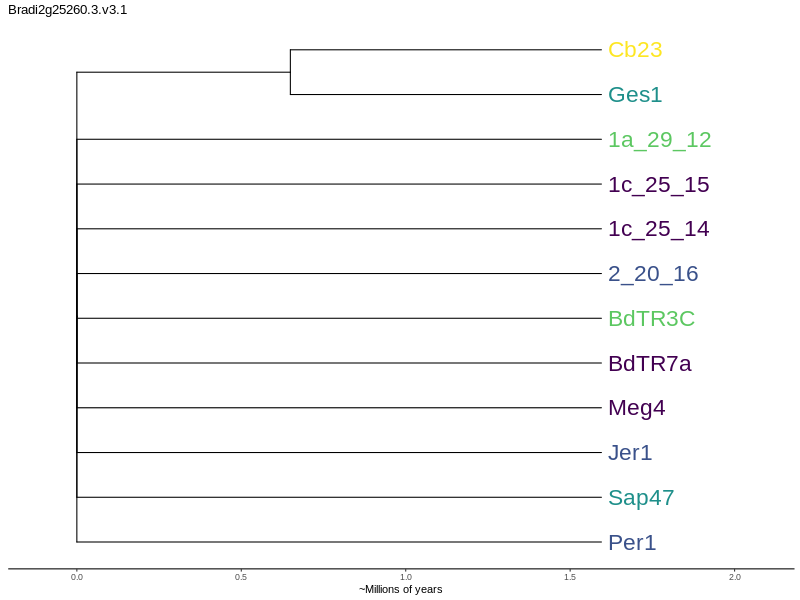 Bradi2g25260.3.v3.1
Cb23
Ges1
1a_29_12
1c_25_15
1c_25_14
2_20_16
BdTR3C
BdTR7a
Meg4
Jer1
Sap47
Per1
0.0 0.5 1.0 1.5 2.0
~Millions of years